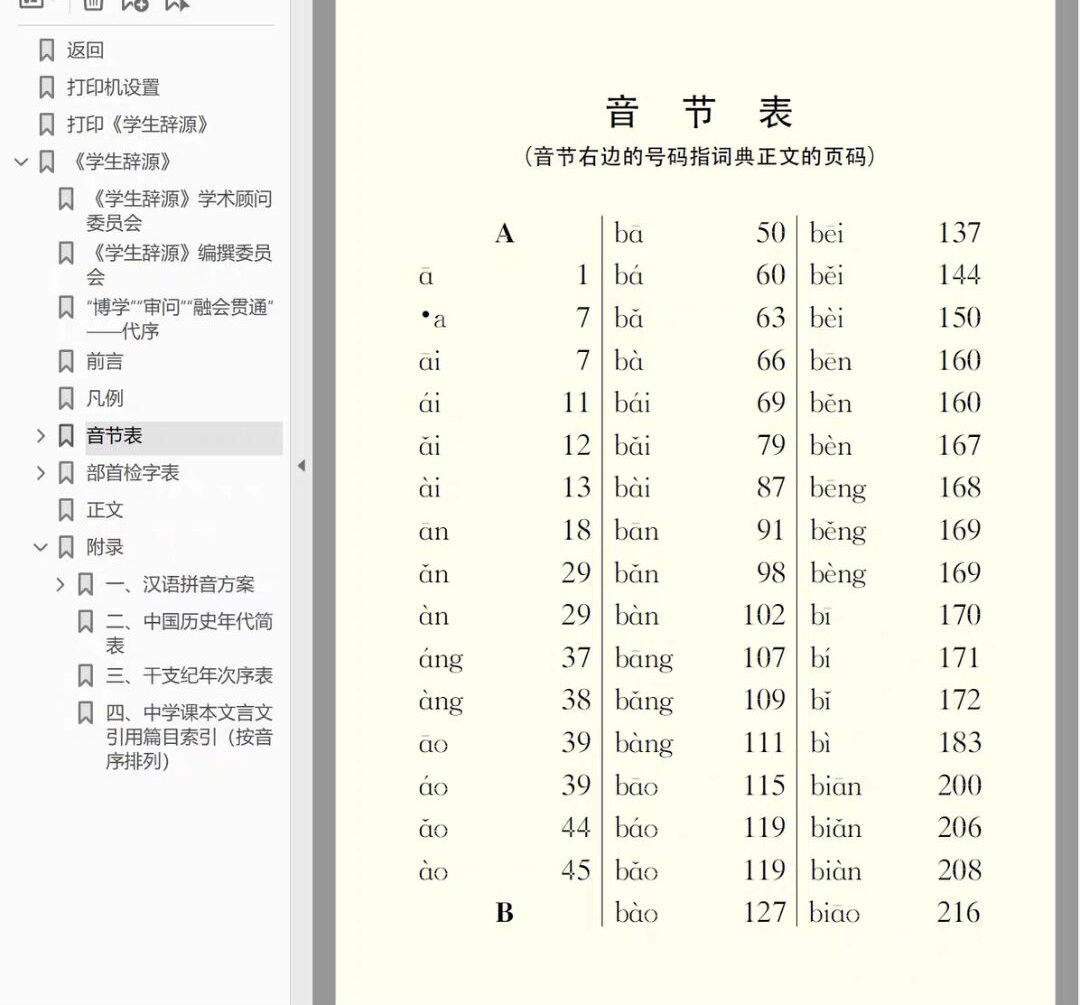 返回
打印机设置
打印《学生辞源》
《学生辞源》
《学生辞源》学术顾问
委员会
《学生辞源》编撰委员
会
“博学”“审问”“融会贯通”
——代序
前言
凡例
音节表
部首检字表
正文
附录
一、汉语拼音方案
二、中国历史年代简
表
三、干支纪年次序表
四、中学课本文言文
引用篇目索引（按音
序排列）
音 节 表
（音节右边的号码指词典正文的页码）
A
ā 1
•a 7
āi 7
ái 11
ǎi 12
ài 13
ān 18
ǎn 29
àn 29
áng 37
àng 38
āo 39
áo 39
ǎo 44
ào 45
B
bā 50
bá 60
bǎ 63
bà 66
bái 69
bǎi 79
bài 87
bān 91
bǎn 98
bàn 102
bāng 107
bǎng 109
bàng 111
bāo 115
báo 119
bǎo 119
bào 127
bēi 137
běi 144
bèi 150
bēn 160
běn 160
bèn 167
bēng 168
běng 169
bèng 169
bī 170
bí 171
bǐ 172
bì 183
biān 200
biǎn 206
biàn 208
biāo 216